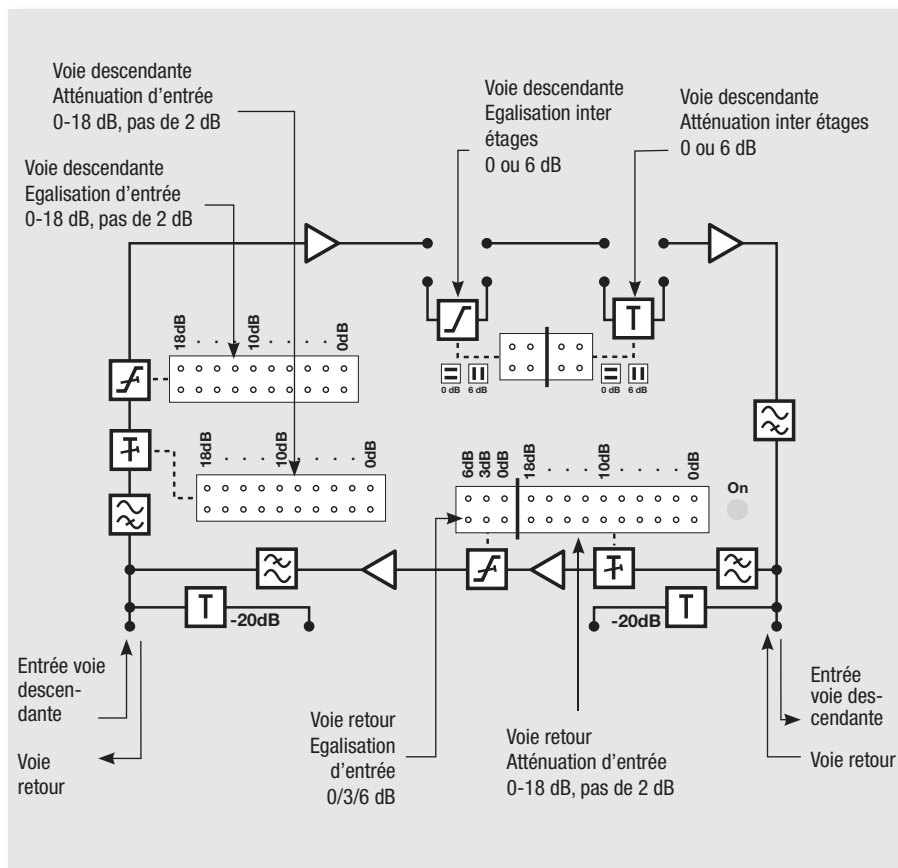 Voie descendante
Atténuation d'entrée
0-18 dB, pas de 2 dB
Voie descendante
Egalisation inter
étages
0 ou 6 dB
Voie descendante
Atténuation inter étages
0 ou 6 dB
Voie descendante
Egalisation d'entrée
0-18 dB, pas de 2 dB
18dB . . . 10dB . . . . 0dB
T
0 dB 6 dB
0 dB 6 dB
T
18dB . . . 10dB . . . . 0dB
6dB 3dB 0dB 18dB . . . 10dB . . . . 0dB
On
T
T
-20dB
T
-20dB
Entrée voie
descen-
dante
Voie
retour
Voie retour
Egalisation
d'entrée
0/3/6 dB
Voie retour
Atténuation d'entrée
0-18 dB, pas de 2 dB
Entrée
voie des-
cendante
Voie retour